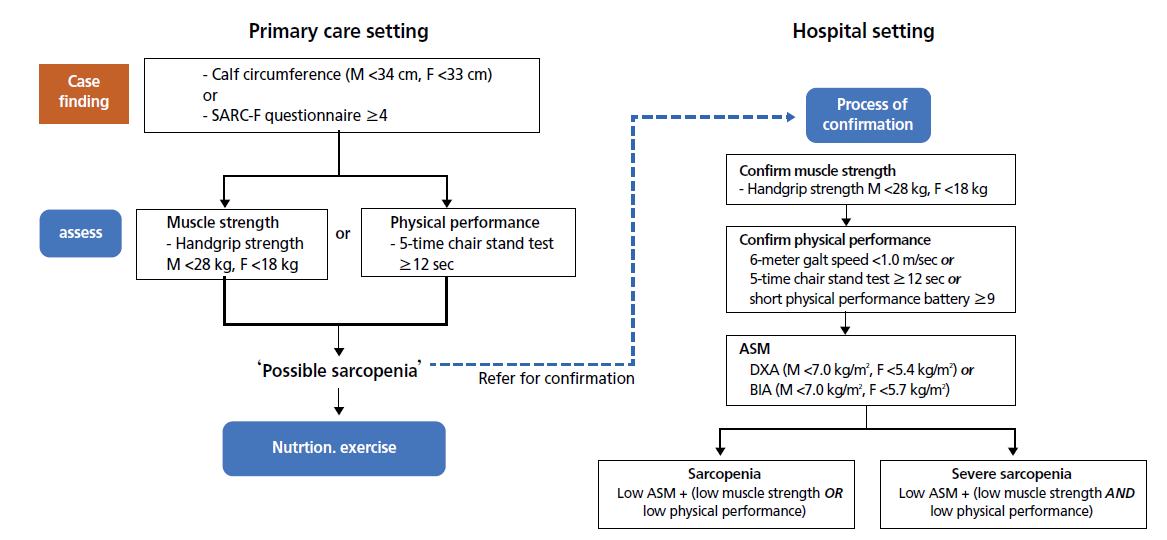 Primary care setting
Hospital setting
Case
finding
- Calf circumference (M <34 cm, F <33 cm)
or
- SARC-F questionnaire ≥4
Process of
confirmation
Confirm muscle strength
- Handgrip strength M <28 kg, F <18 kg
assess
Muscle strength
- Handgrip strength
M <28 kg, F <18 kg
or
Physical performance
- 5-time chair stand test
≥12 sec
Confirm physical performance
6-meter galt speed <1.0 m/sec or
5-time chair stand test ≥12 sec or
short physical performance battery ≥9
ASM
DXA (M <7.0 kg/m², F <5.4 kg/m²) or
BIA (M <7.0 kg/m², F <5.7 kg/m²)
‘Possible sarcopenia’
Refer for confirmation
Nutrtion. exercise
Sarcopenia
Low ASM + (low muscle strength OR
low physical performance)
Severe sarcopenia
Low ASM + (low muscle strength AND
low physical performance)